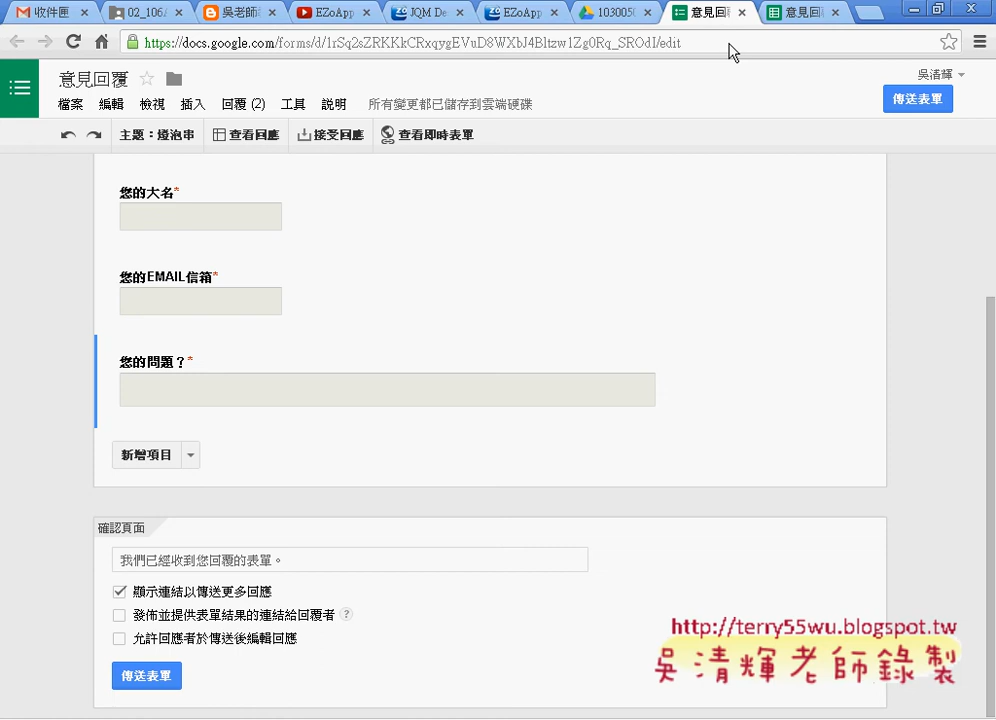 收件匣
02_106
吳老師
EZoApp
JQM De
EZoApp
103005
意見回
意見回
https://docs.google.com/forms/d/1rSq2sZRKKkCRxqygEVuD8WXbJ4Bltzw1Zg0Rq_SROdI/edit
意見回覆
吳清輝
檔案 編輯 檢視 插入 回覆 (2) 工具 說明 所有變更都已儲存到雲端硬碟
傳送表單
主題：燈泡串 查看回應 接受回應 查看即時表單
您的大名*
您的EMAIL信箱*
您的問題？*
新增項目
確認頁面
我們已經收到您回覆的表單。
顯示連結以傳送更多回應
發佈並提供表單結果的連結給回覆者 ?
允許回應者於傳送後編輯回應
傳送表單
http://terry55wu.blogspot.tw
吳清輝老師錄製